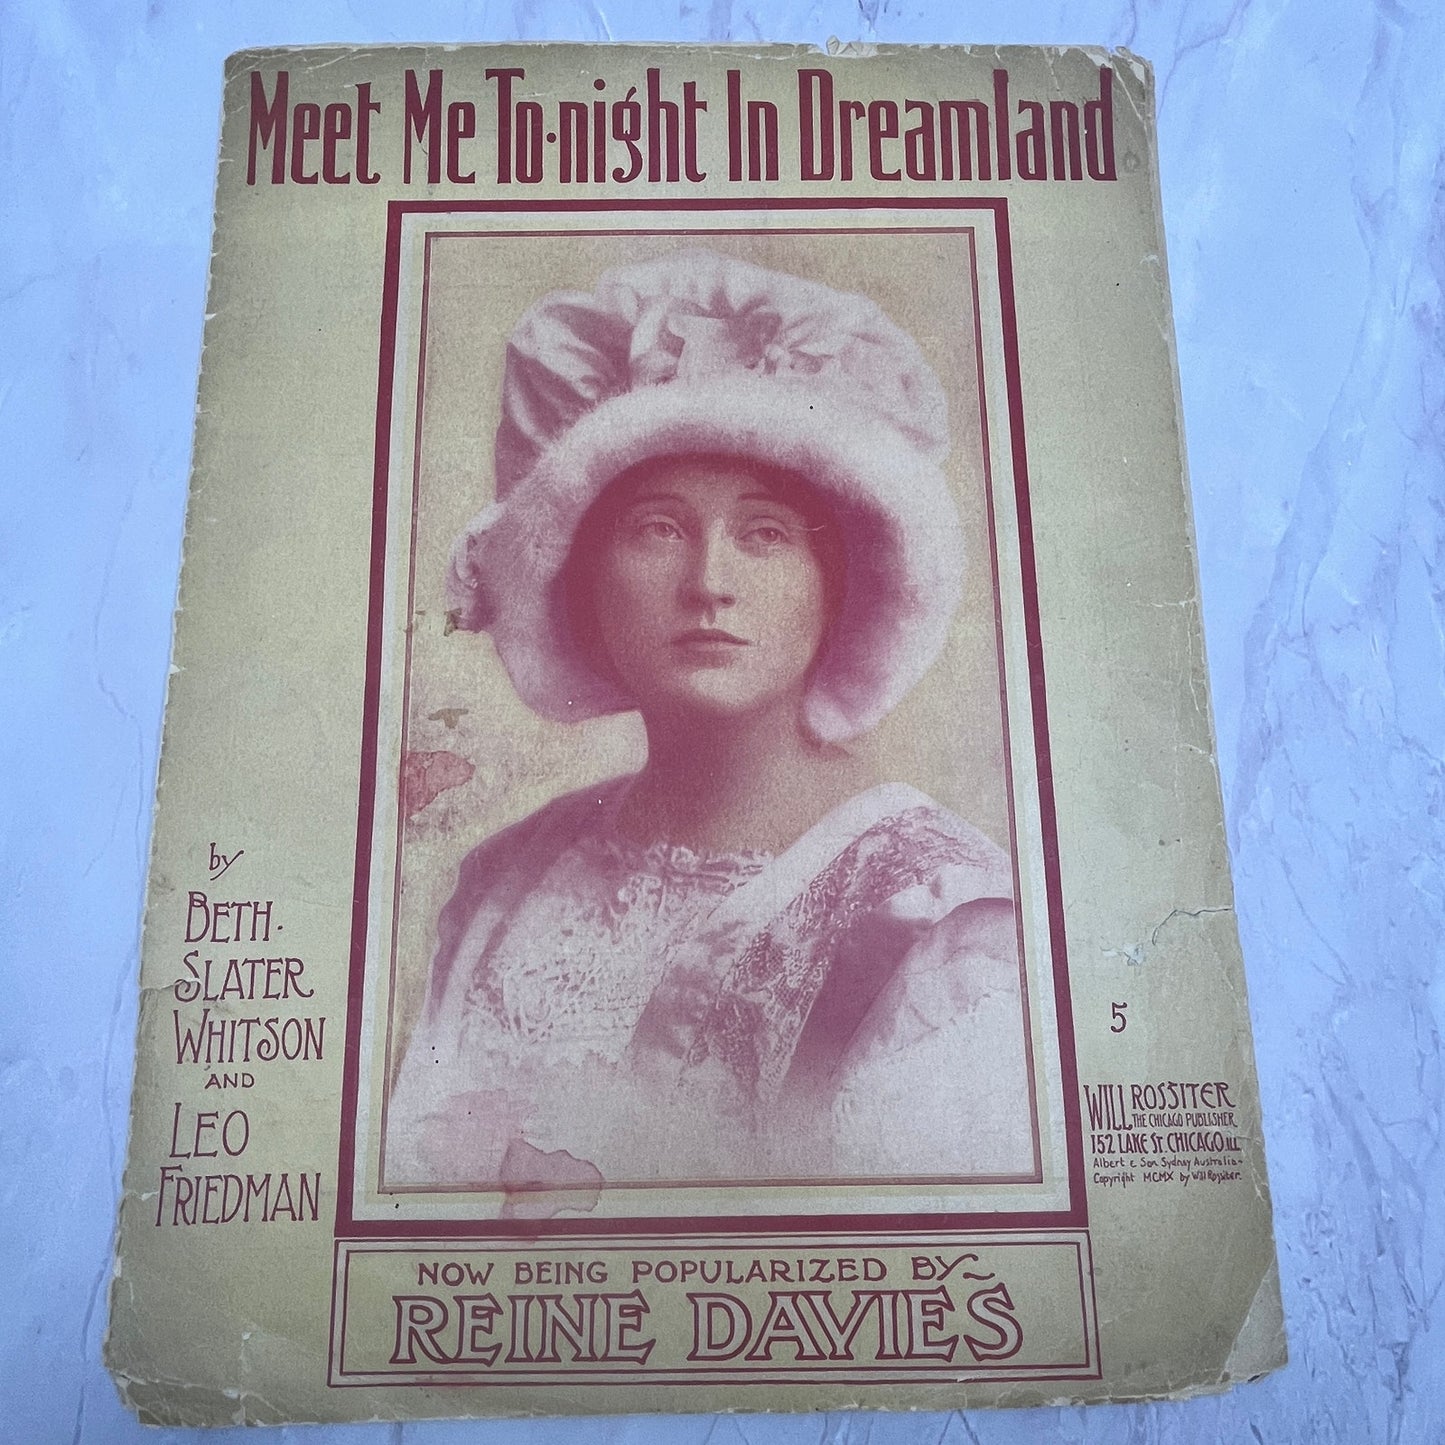 Meet Me To-night In Dreamland
by
BETH-
SLATER
WHITSON
AND
LEO
FRIEDMAN
5
WILL ROSSITER
THE CHICAGO PUBLISHER
152 LAKE ST. CHICAGO. ILL
Albert & Son Sydney Australia-
Copyright MCMX by Will Rossiter.
NOW BEING POPULARIZED BY~
REINE DAVIES